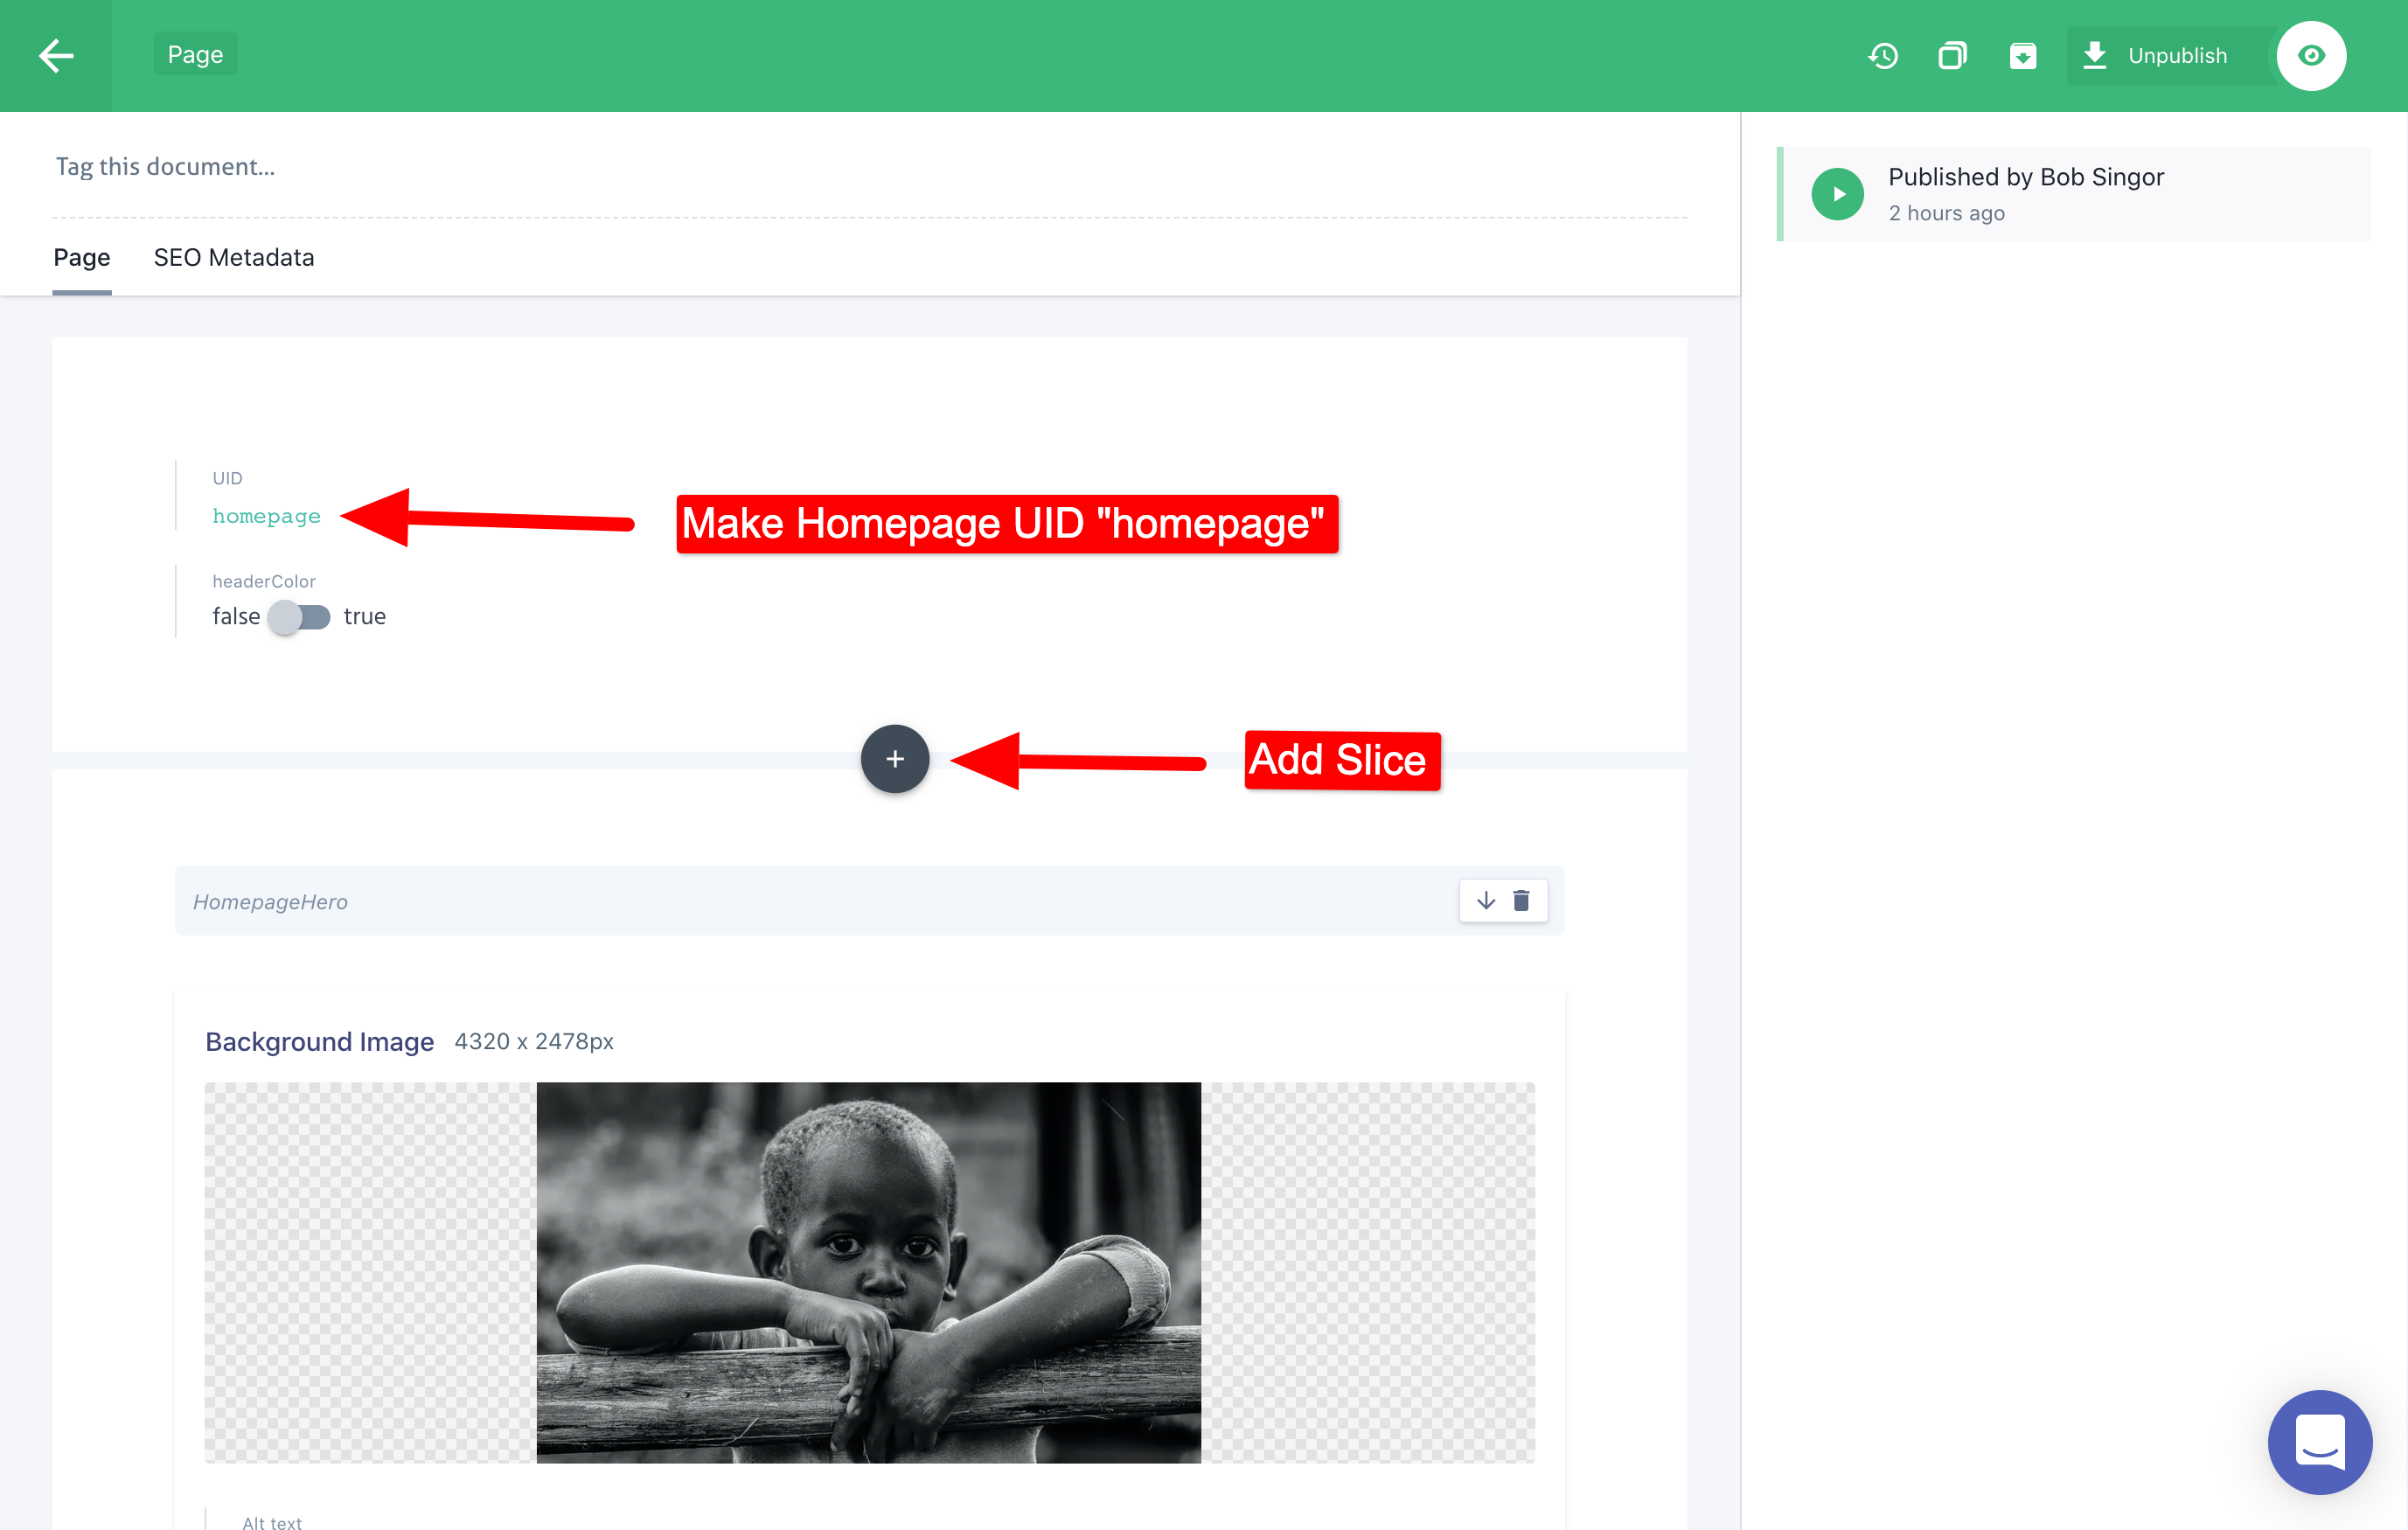 Page
Unpublish
Tag this document...
Published by Bob Singor
2 hours ago
Page
SEO Metadata
UID
homepage
Make Homepage UID "homepage"
headerColor
false
true
Add Slice
HomepageHero
Background Image
4320 x 2478px
Alt text